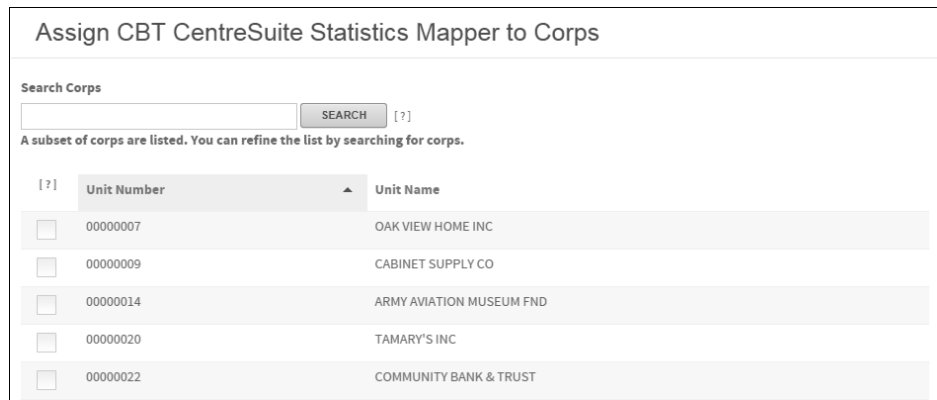 Assign CBT CentreSuite Statistics Mapper to Corps
Search Corps
SEARCH [?]
A subset of corps are listed. You can refine the list by searching for corps.
[?] Unit Number ▲ Unit Name
00000007 OAK VIEW HOME INC
00000009 CABINET SUPPLY CO
00000014 ARMY AVIATION MUSEUM FND
00000020 TAMARY'S INC
00000022 COMMUNITY BANK & TRUST